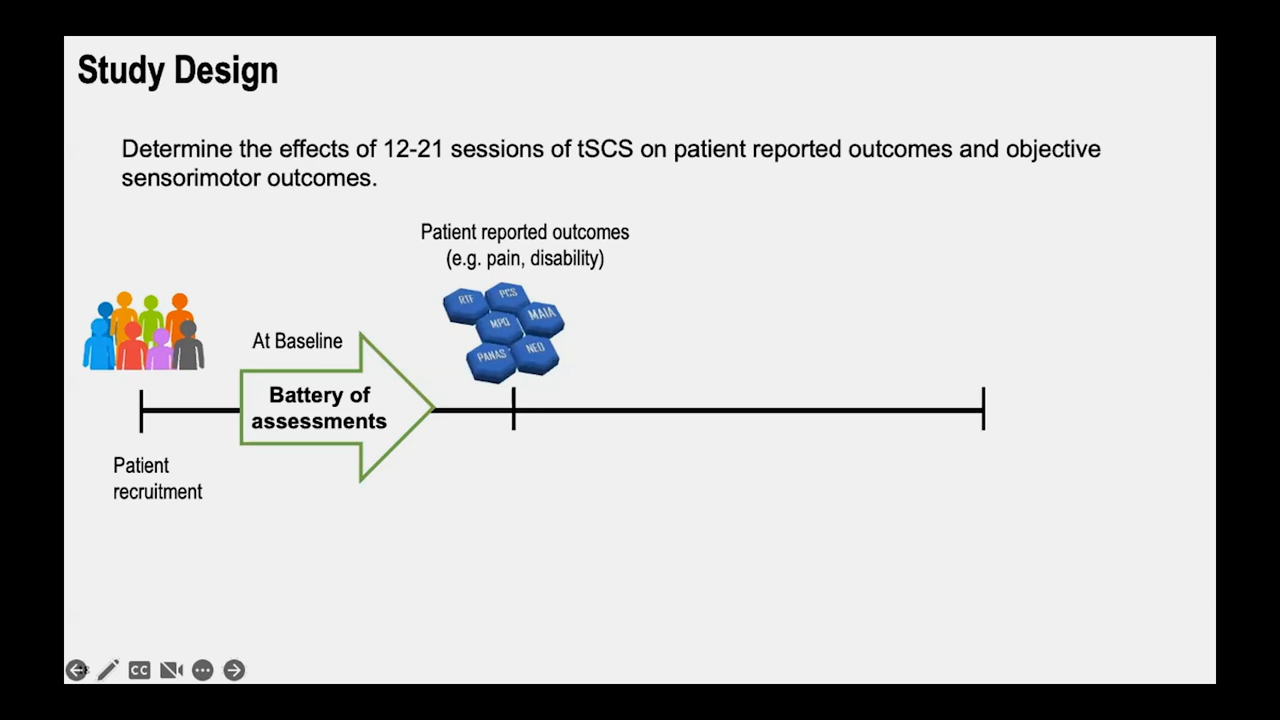 Study Design
Determine the effects of 12-21 sessions of tSCS on patient reported outcomes and objective
sensorimotor outcomes.
Patient reported outcomes
(e.g. pain, disability)
RTF
PCS
MAIA
MPQ
PANAS
NEO
At Baseline
Battery of
assessments
Patient
recruitment
CC